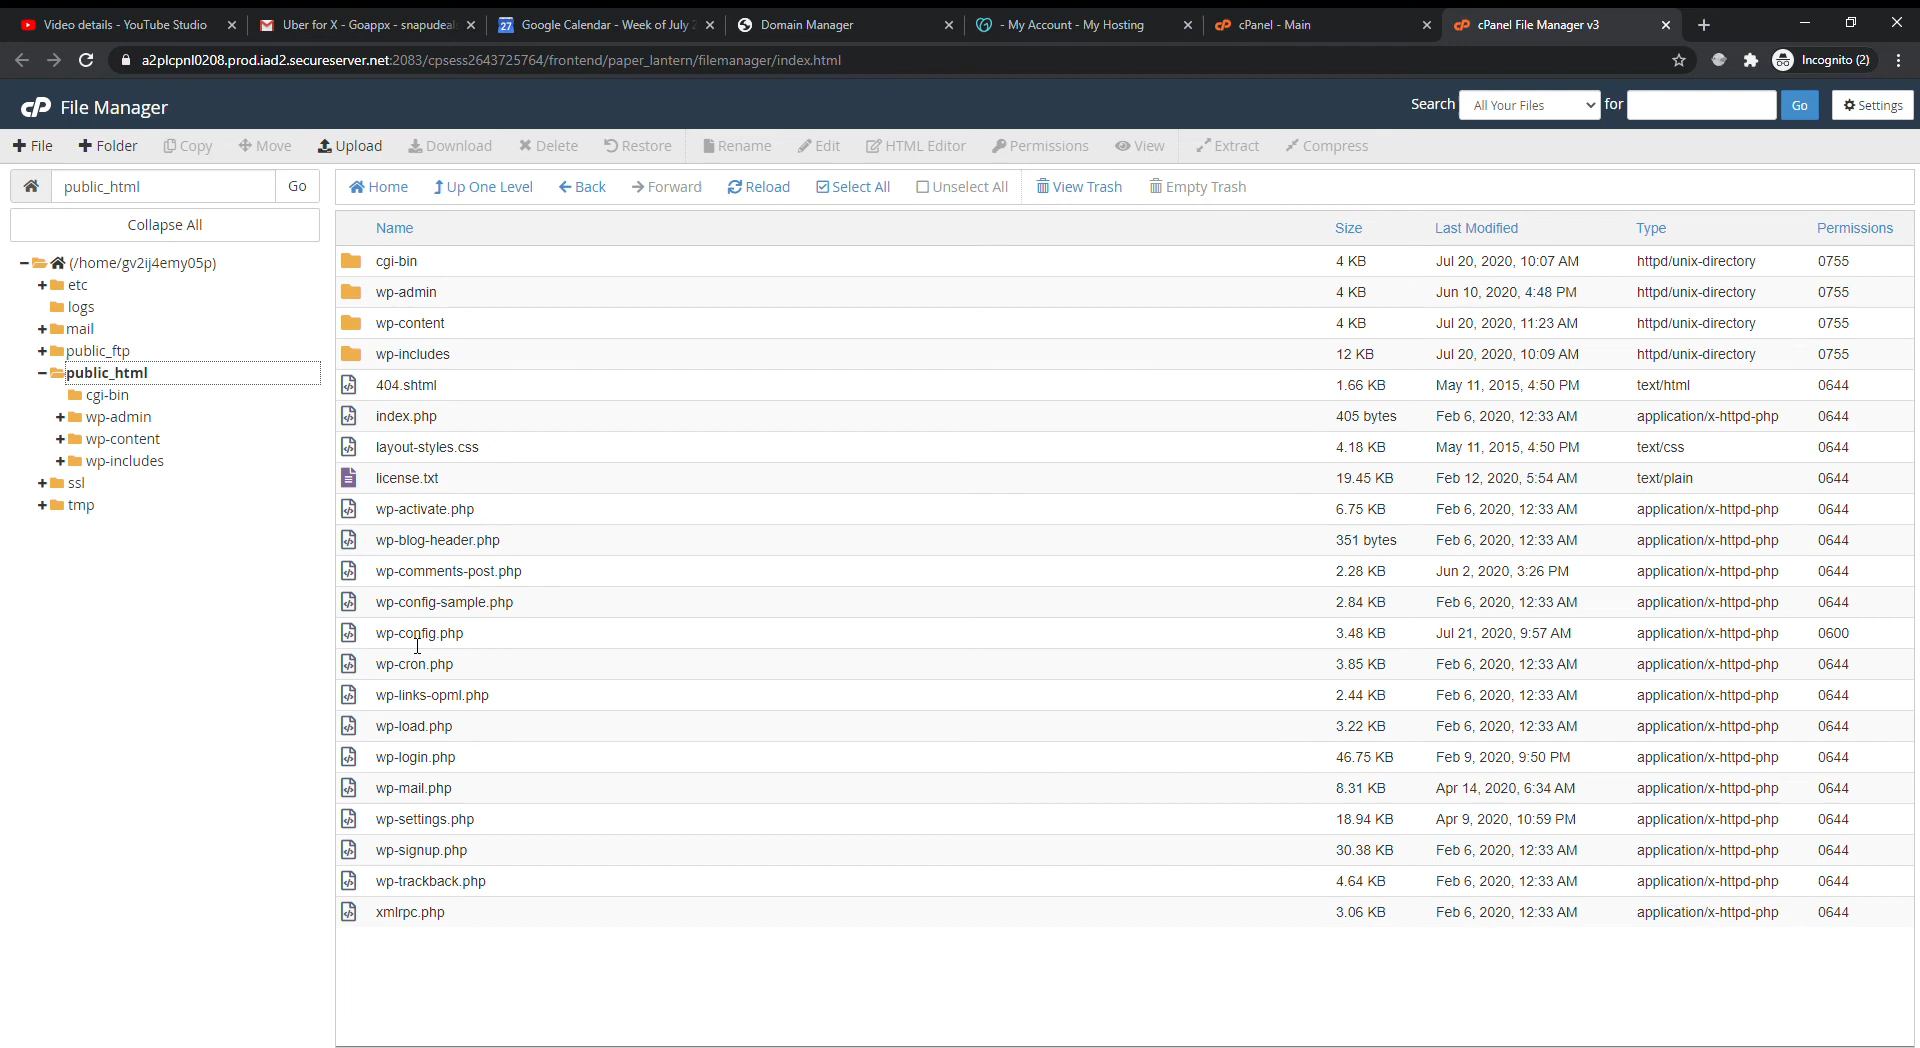 Video details - YouTube Studio
Uber for X - Goappx - snapudeal
27 Google Calendar - Week of July 2
Domain Manager
- My Account - My Hosting
cPanel - Main
cPanel File Manager v3
a2plcpnl0208.prod.iad2.secureserver.net:2083/cpsess2643725764/frontend/paper_lantern/filemanager/index.html
Incognito (2)
cP File Manager
Search All Your Files for Go Settings
File Folder Copy Move Upload Download Delete Restore Rename Edit HTML Editor Permissions View Extract Compress
public_html Go
Home Up One Level Back Forward Reload Select All Unselect All View Trash Empty Trash
Collapse All
(/home/gv2ij4emy05p)
etc
logs
mail
public_ftp
public_html
cgi-bin
wp-admin
wp-content
wp-includes
ssl
tmp
Name Size Last Modified Type Permissions
cgi-bin 4 KB Jul 20, 2020, 10:07 AM httpd/unix-directory 0755
wp-admin 4 KB Jun 10, 2020, 4:48 PM httpd/unix-directory 0755
wp-content 4 KB Jul 20, 2020, 11:23 AM httpd/unix-directory 0755
wp-includes 12 KB Jul 20, 2020, 10:09 AM httpd/unix-directory 0755
404.shtml 1.66 KB May 11, 2015, 4:50 PM text/html 0644
index.php 405 bytes Feb 6, 2020, 12:33 AM application/x-httpd-php 0644
layout-styles.css 4.18 KB May 11, 2015, 4:50 PM text/css 0644
license.txt 19.45 KB Feb 12, 2020, 5:54 AM text/plain 0644
wp-activate.php 6.75 KB Feb 6, 2020, 12:33 AM application/x-httpd-php 0644
wp-blog-header.php 351 bytes Feb 6, 2020, 12:33 AM application/x-httpd-php 0644
wp-comments-post.php 2.28 KB Jun 2, 2020, 3:26 PM application/x-httpd-php 0644
wp-config-sample.php 2.84 KB Feb 6, 2020, 12:33 AM application/x-httpd-php 0644
wp-config.php 3.48 KB Jul 21, 2020, 9:57 AM application/x-httpd-php 0600
wp-cron.php 3.85 KB Feb 6, 2020, 12:33 AM application/x-httpd-php 0644
wp-links-opml.php 2.44 KB Feb 6, 2020, 12:33 AM application/x-httpd-php 0644
wp-load.php 3.22 KB Feb 6, 2020, 12:33 AM application/x-httpd-php 0644
wp-login.php 46.75 KB Feb 9, 2020, 9:50 PM application/x-httpd-php 0644
wp-mail.php 8.31 KB Apr 14, 2020, 6:34 AM application/x-httpd-php 0644
wp-settings.php 18.94 KB Apr 9, 2020, 10:59 PM application/x-httpd-php 0644
wp-signup.php 30.38 KB Feb 6, 2020, 12:33 AM application/x-httpd-php 0644
wp-trackback.php 4.64 KB Feb 6, 2020, 12:33 AM application/x-httpd-php 0644
xmlrpc.php 3.06 KB Feb 6, 2020, 12:33 AM application/x-httpd-php 0644